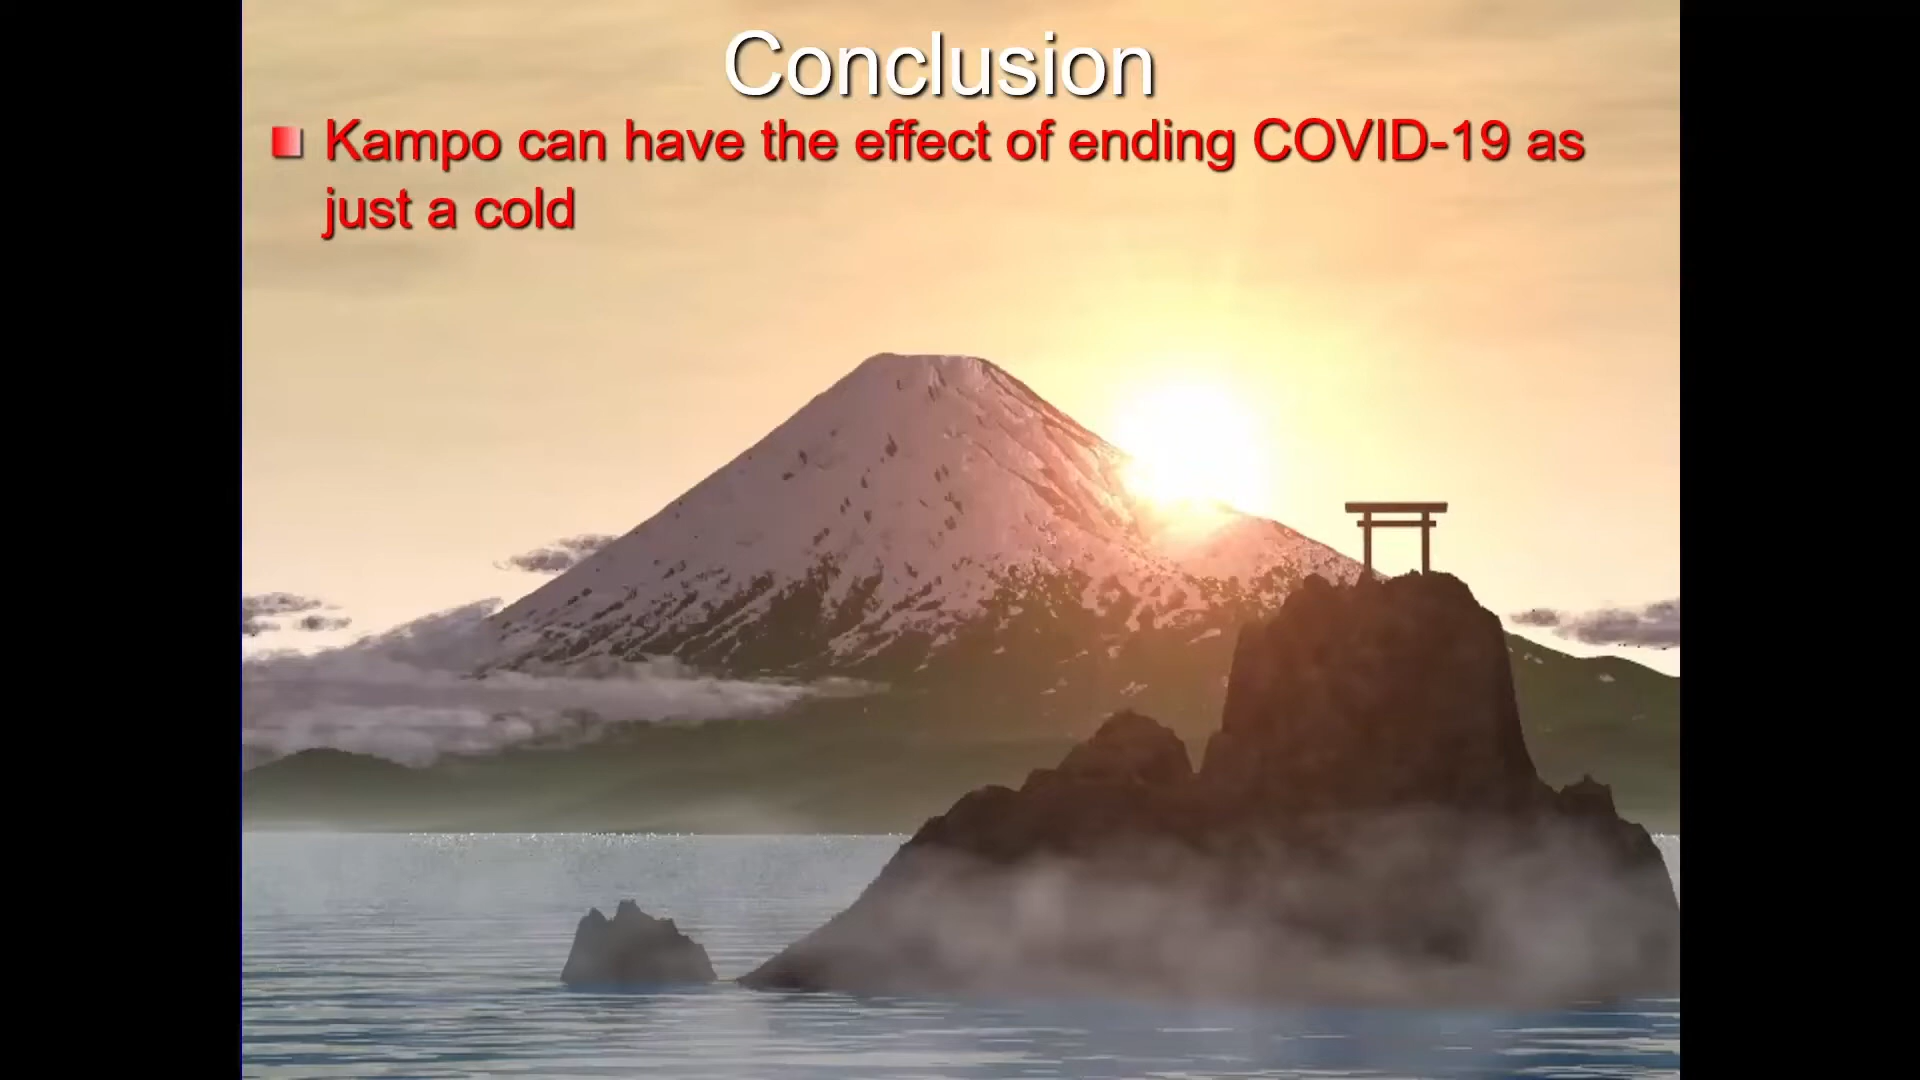 Conclusion
Kampo can have the effect of ending COVID-19 as
just a cold